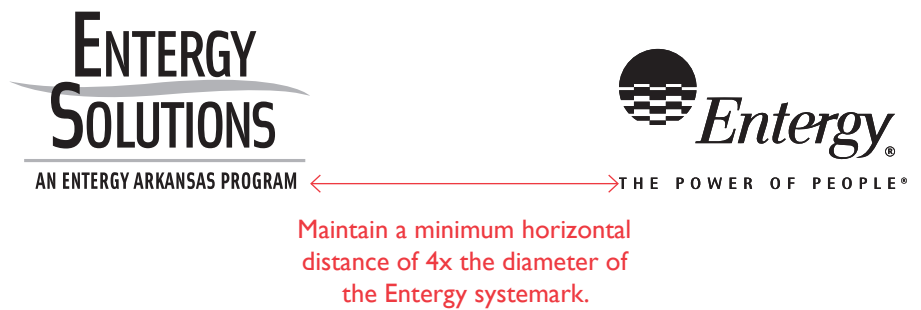 ENTERGY
SOLUTIONS
AN ENTERGY ARKANSAS PROGRAM
Entergy®
THE POWER OF PEOPLE®
Maintain a minimum horizontal
distance of 4x the diameter of
the Entergy systemark.